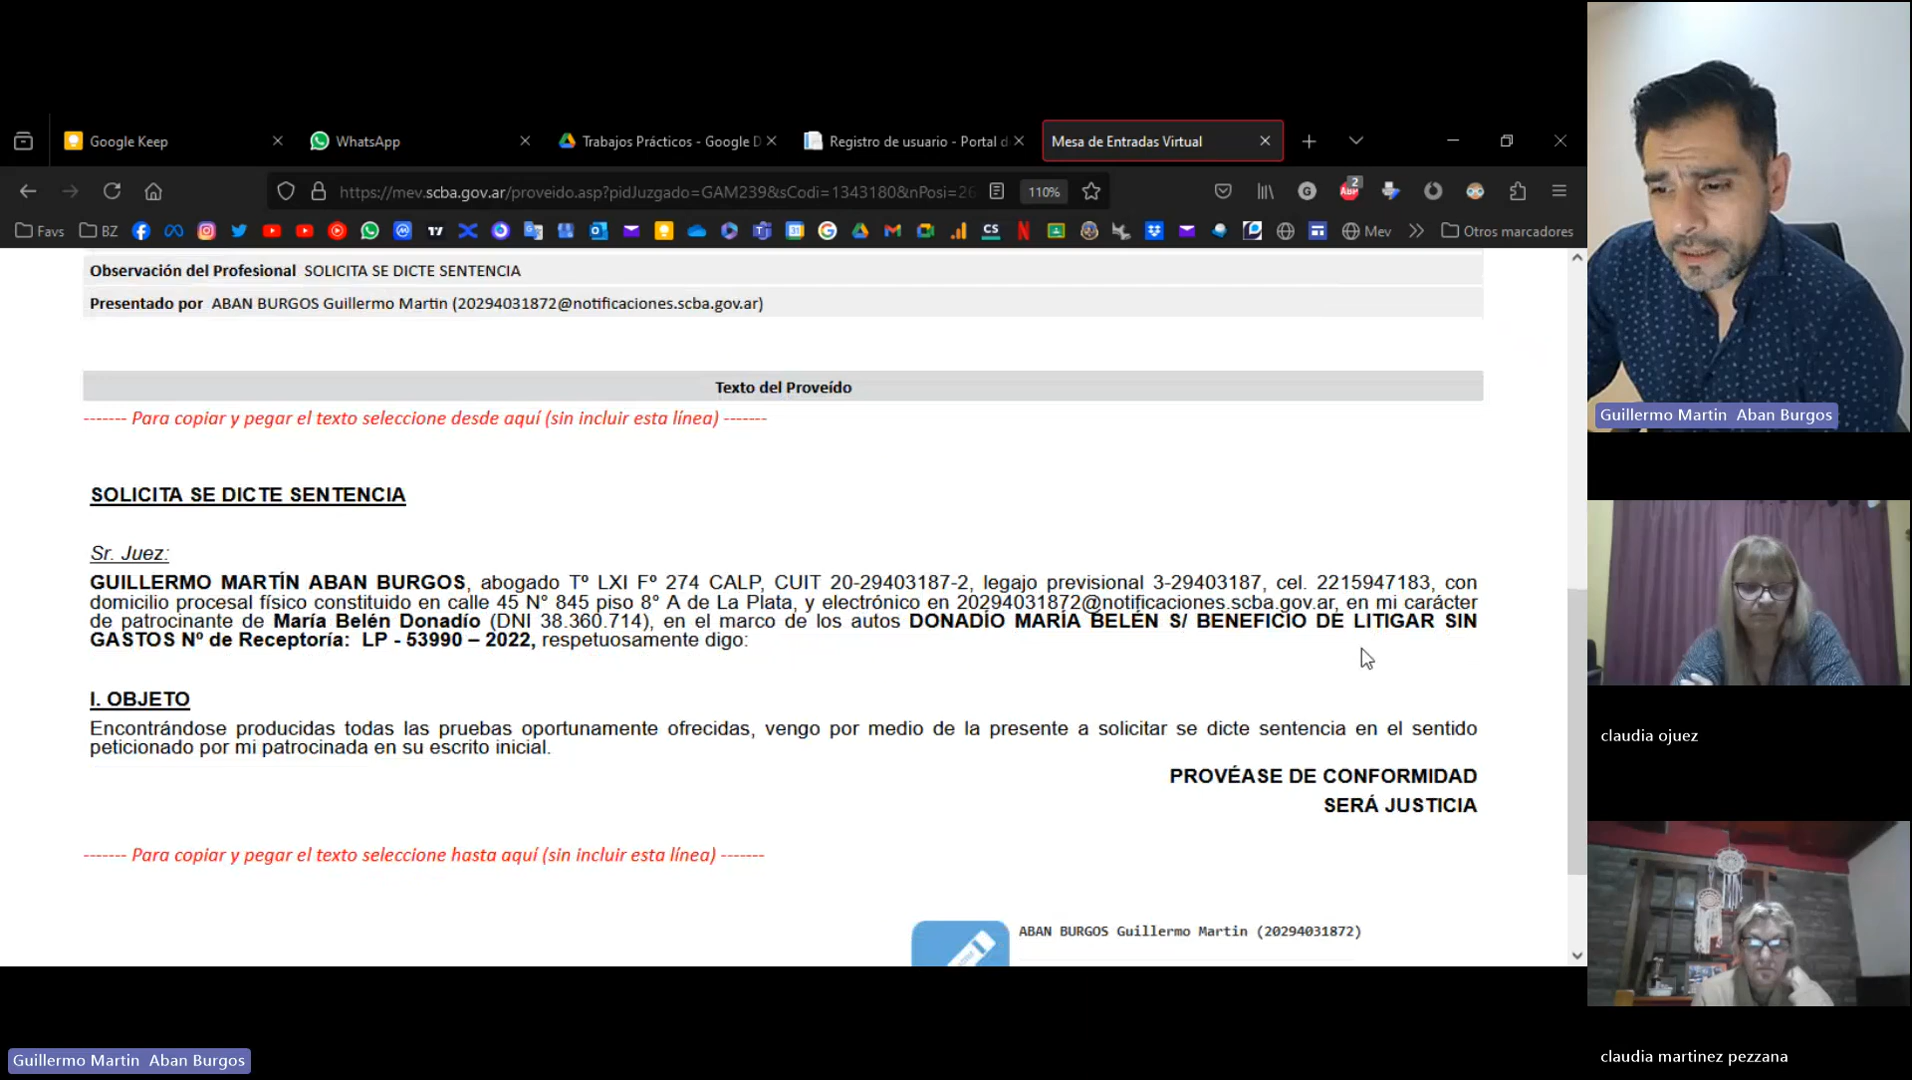 Google Keep
WhatsApp
Trabajos Prácticos - Google D
Registro de usuario - Portal d
Mesa de Entradas Virtual
https://mev.scba.gov.ar/proveido.asp?pidJuzgado=GAM239&sCodi=1343180&nPosi=26
110%
2
Favs
BZ
CS
Mev
Otros marcadores
Observación del Profesional SOLICITA SE DICTE SENTENCIA
Presentado por ABAN BURGOS Guillermo Martin (20294031872@notificaciones.scba.gov.ar)
Texto del Proveído
------- Para copiar y pegar el texto seleccione desde aquí (sin incluir esta línea) -------
SOLICITA SE DICTE SENTENCIA
Sr. Juez:
GUILLERMO MARTÍN ABAN BURGOS, abogado Tº LXI Fº 274 CALP, CUIT 20-29403187-2, legajo previsional 3-29403187, cel. 2215947183, con
domicilio procesal físico constituido en calle 45 N° 845 piso 8° A de La Plata, y electrónico en 20294031872@notificaciones.scba.gov.ar, en mi carácter
de patrocinante de María Belén Donadío (DNI 38.360.714), en el marco de los autos DONADÍO MARÍA BELÉN S/ BENEFICIO DE LITIGAR SIN
GASTOS Nº de Receptoría: LP - 53990 – 2022, respetuosamente digo:
I. OBJETO
Encontrándose producidas todas las pruebas oportunamente ofrecidas, vengo por medio de la presente a solicitar se dicte sentencia en el sentido
peticionado por mi patrocinada en su escrito inicial.
PROVÉASE DE CONFORMIDAD
SERÁ JUSTICIA
------- Para copiar y pegar el texto seleccione hasta aquí (sin incluir esta línea) -------
ABAN BURGOS Guillermo Martin (20294031872)
Guillermo Martin Aban Burgos
claudia ojuez
claudia martinez pezzana
Guillermo Martin Aban Burgos